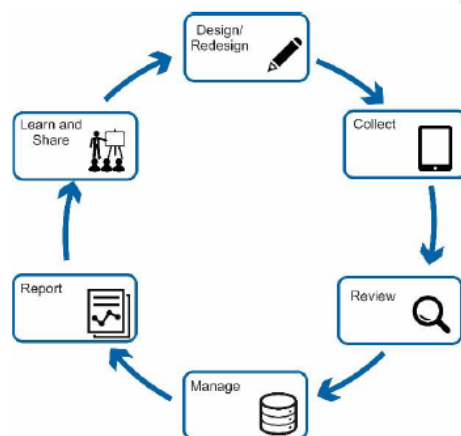 Design/
Redesign
Collect
Review
Manage
Report
Learn and
Share